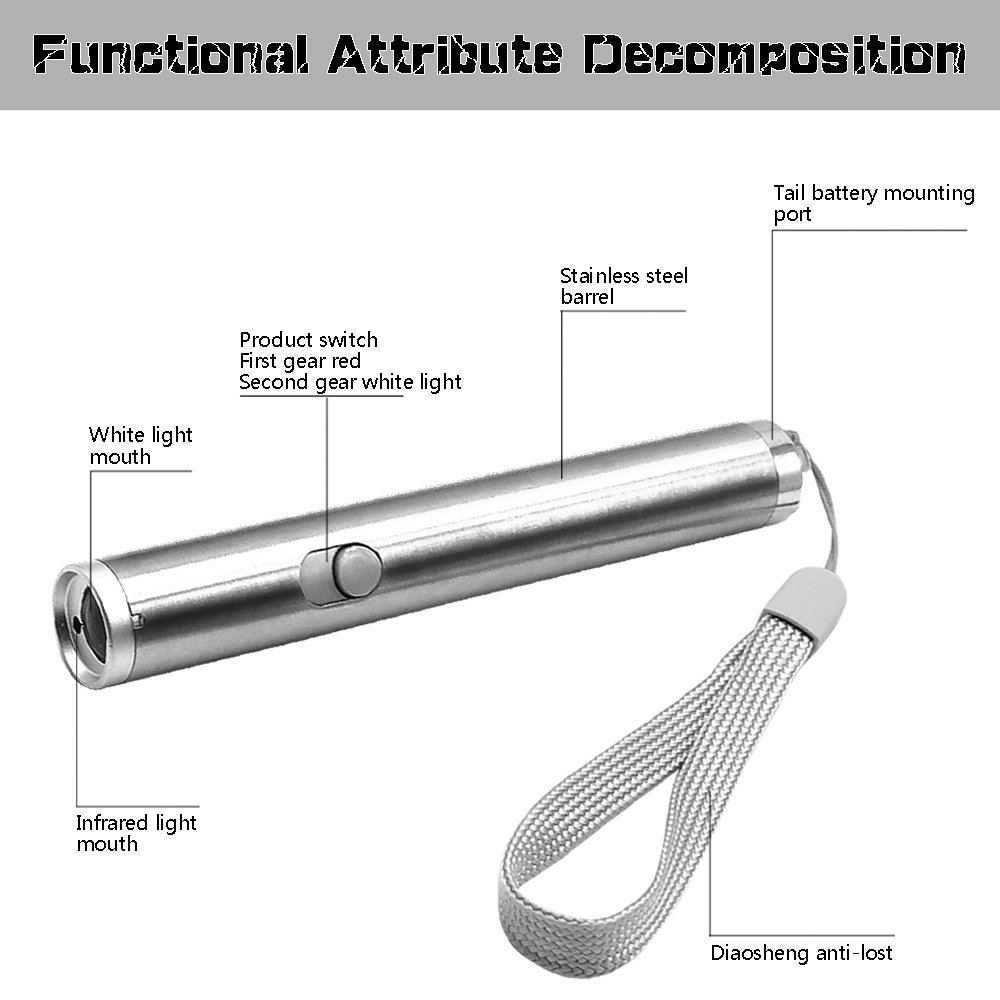 Functional Attribute Decomposition
Tail battery mounting
port
Stainless steel
barrel
Product switch
First gear red
Second gear white light
White light
mouth
Infrared light
mouth
Diaosheng anti-lost